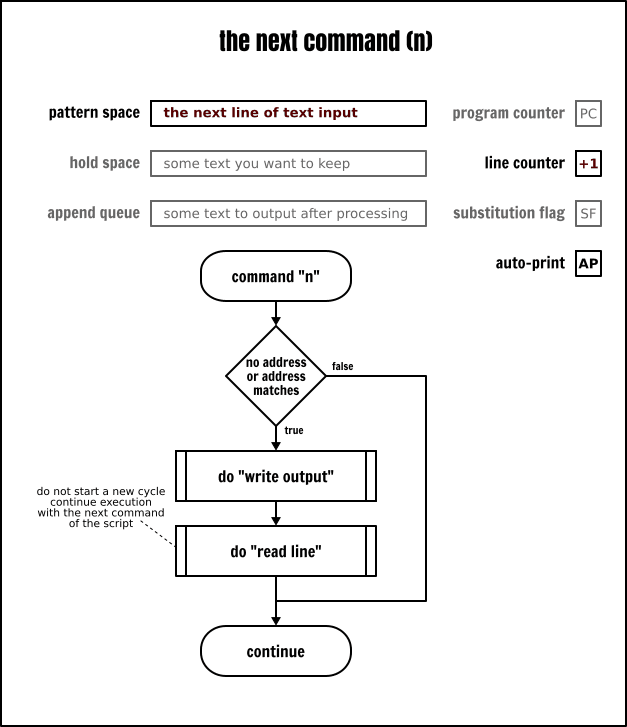 the next command (n)
pattern space
the next line of text input
program counter
PC
hold space
some text you want to keep
line counter
+1
append queue
some text to output after processing
substitution flag
SF
auto-print
AP
command "n"
no address
or address
matches
false
true
do "write output"
do not start a new cycle
continue execution
with the next command
of the script
do "read line"
continue